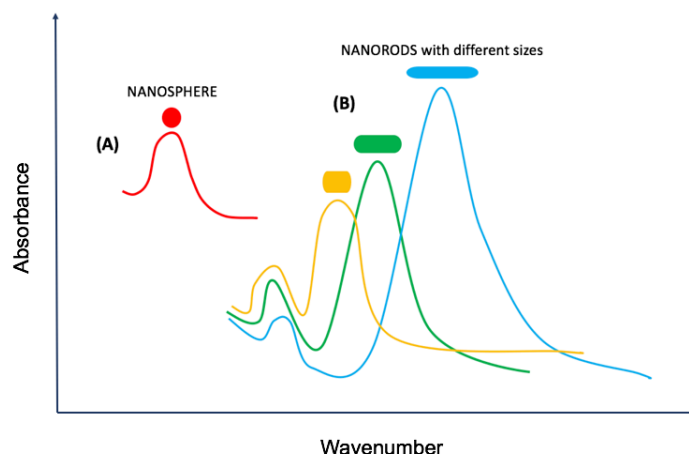 NANORODS with different sizes
NANOSPHERE
(B)
(A)
Absorbance
Wavenumber